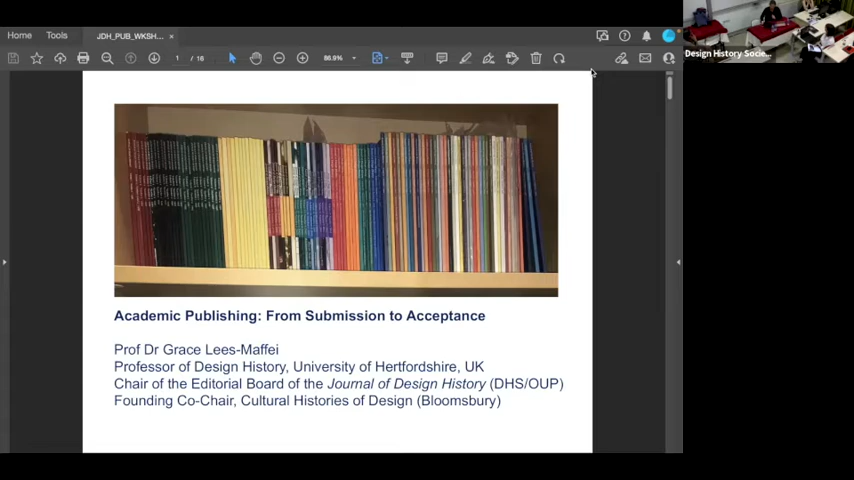 Home Tools JDH_PUB_WKSH... ×
1 / 16 86.9%
Design History Socie...
Academic Publishing: From Submission to Acceptance
Prof Dr Grace Lees-Maffei
Professor of Design History, University of Hertfordshire, UK
Chair of the Editorial Board of the Journal of Design History (DHS/OUP)
Founding Co-Chair, Cultural Histories of Design (Bloomsbury)